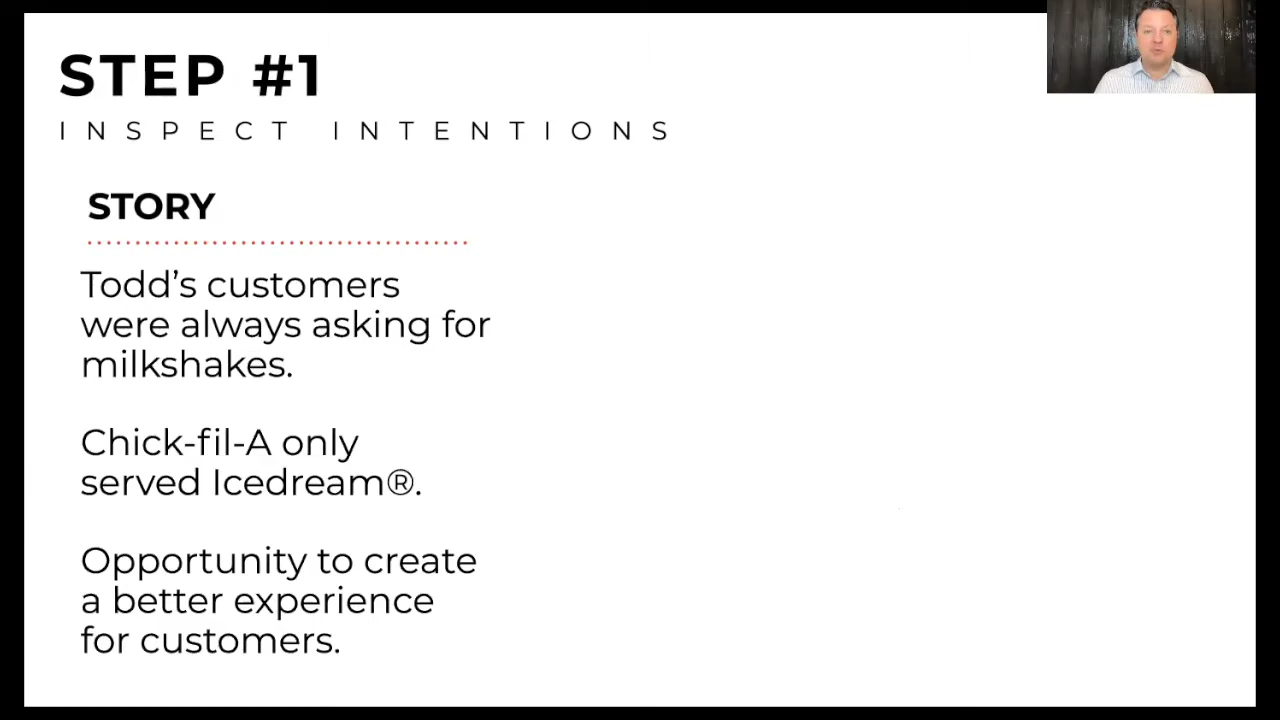 STEP #1
INSPECT INTENTIONS
STORY
Todd’s customers
were always asking for
milkshakes.
Chick-fil-A only
served Icedream®.
Opportunity to create
a better experience
for customers.